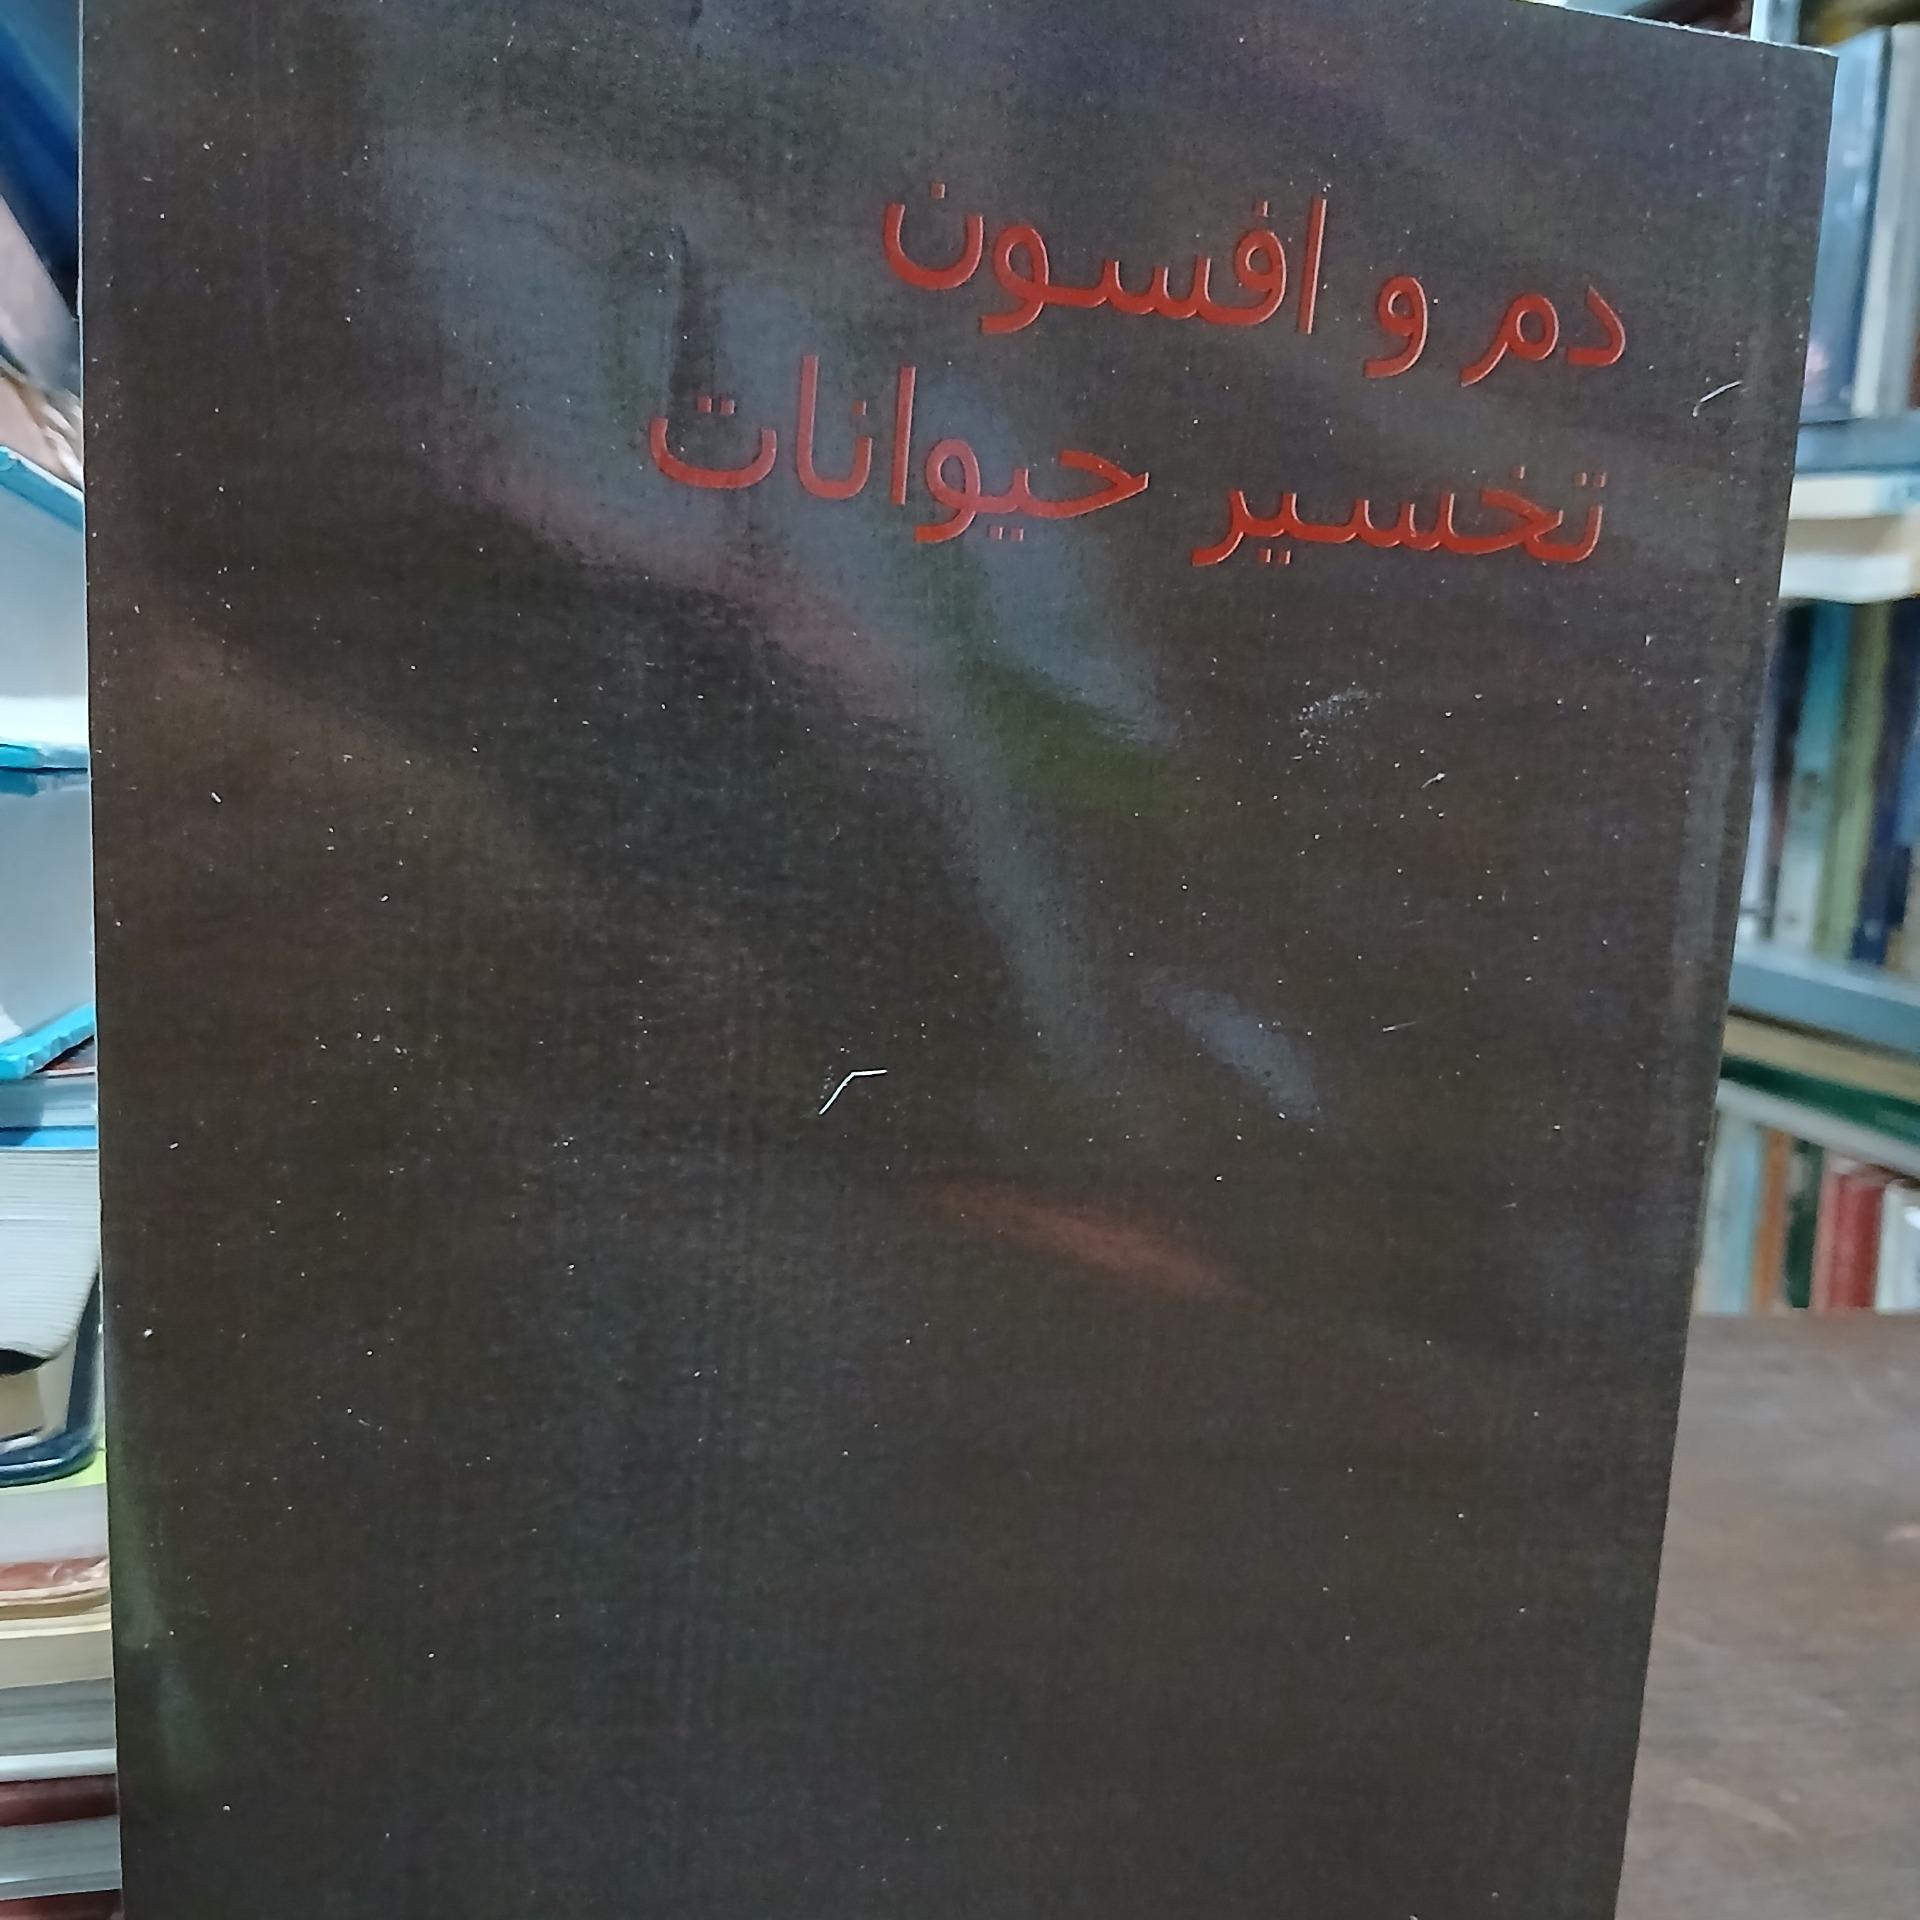 دم و افسون
تخسیر حیوانات